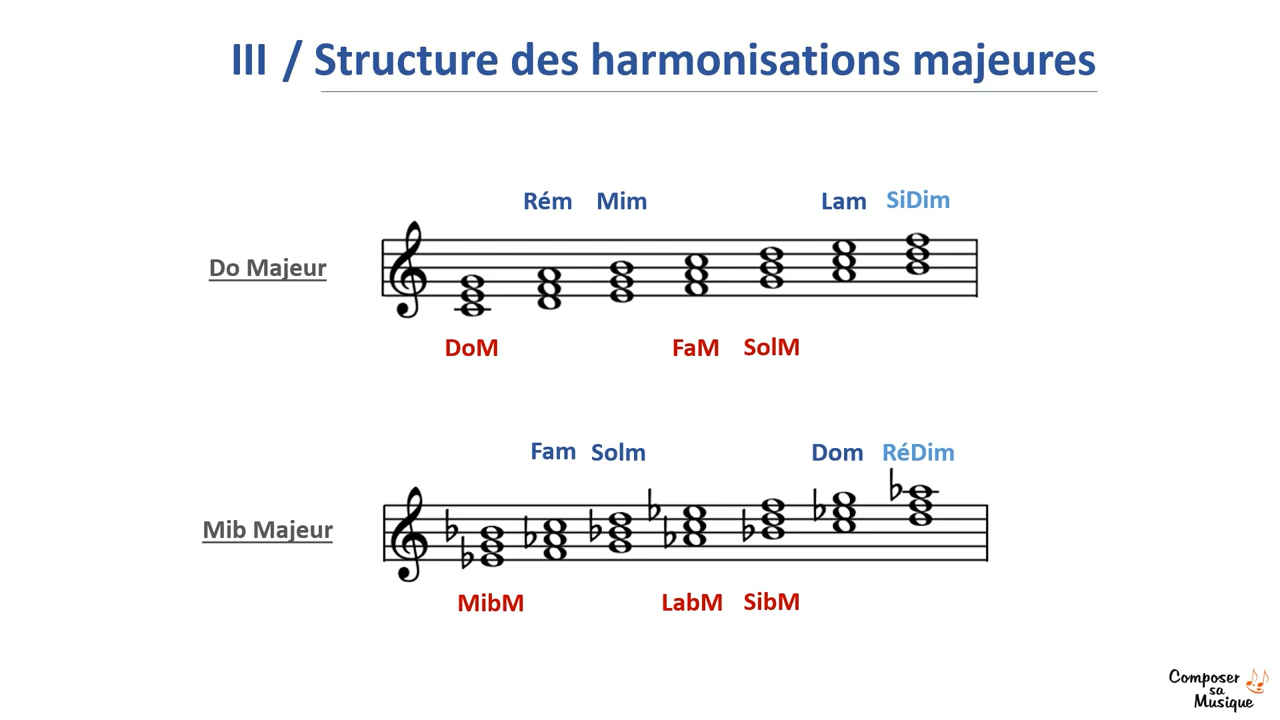 III / Structure des harmonisations majeures
Rém Mim Lam SiDim
Do Majeur
DoM FaM SolM
Fam Solm Dom RéDim
Mib Majeur
MibM LabM SibM
Composer
sa
Musique